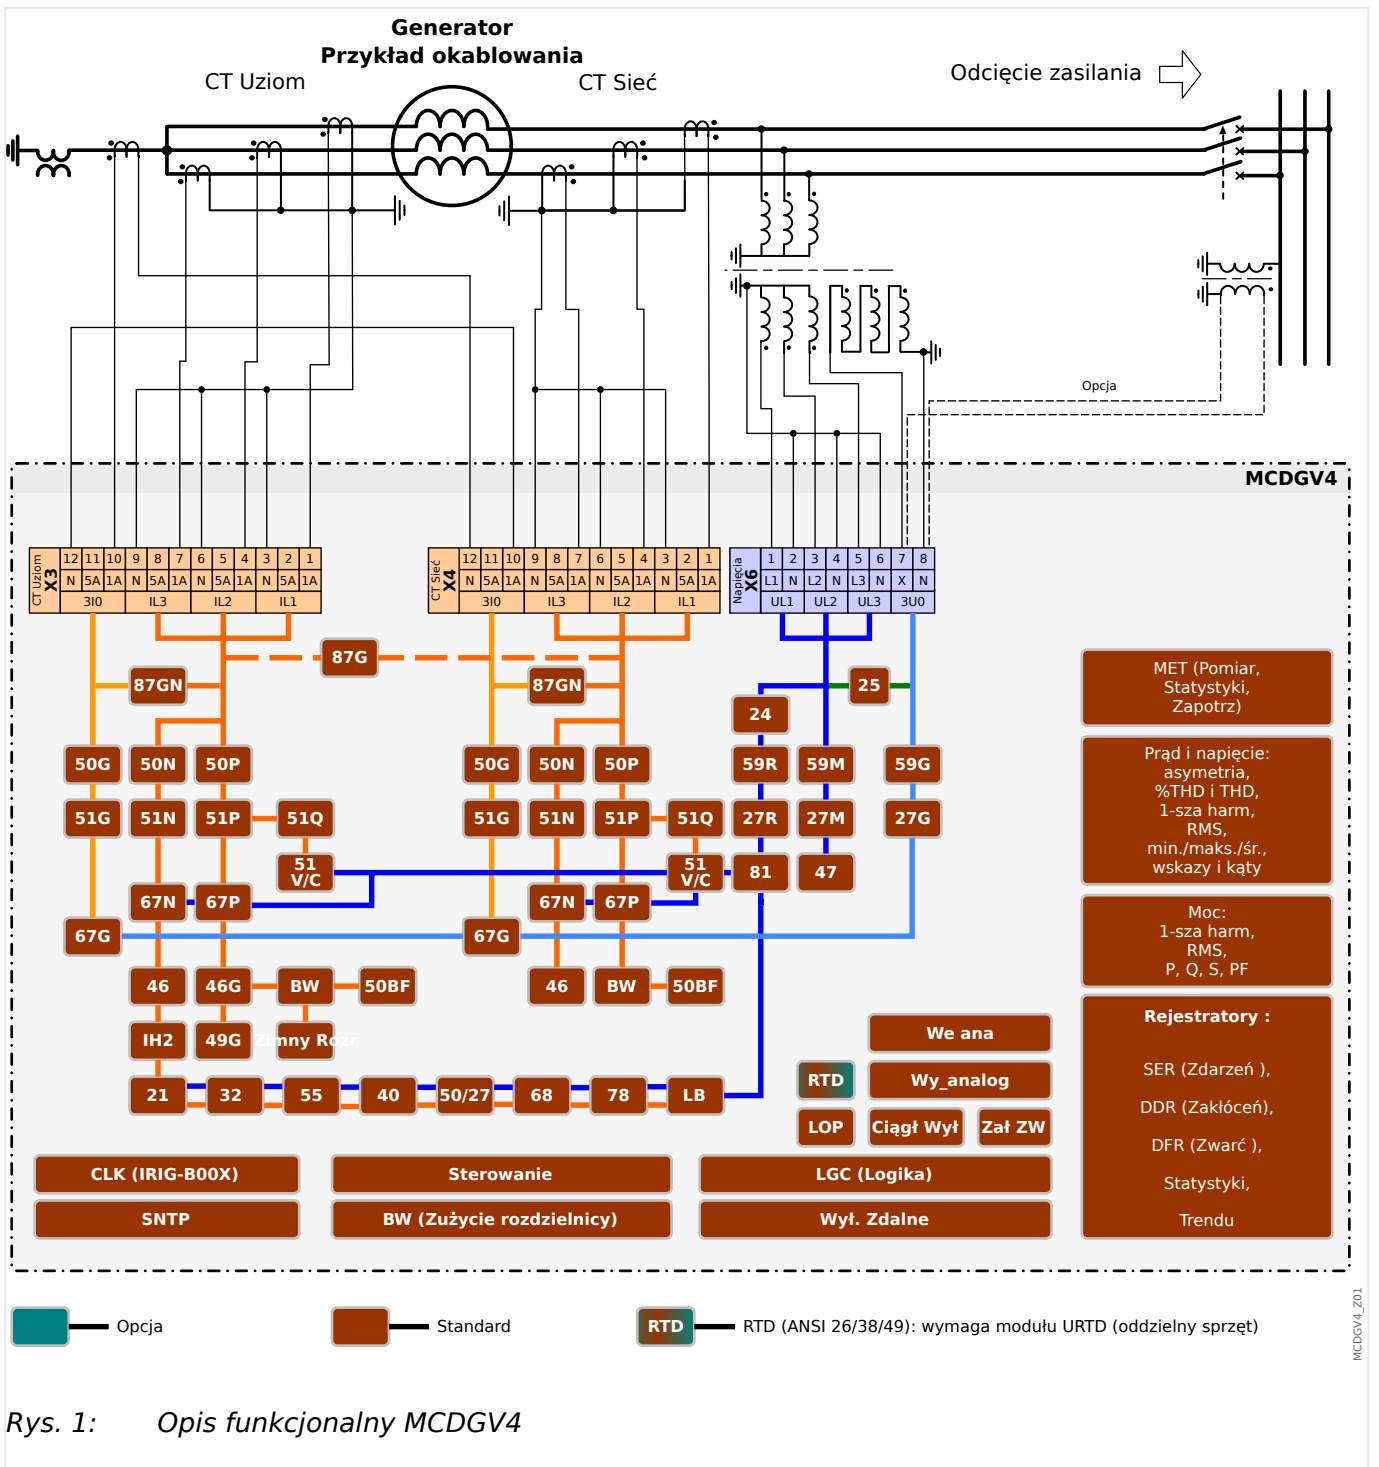 Generator
Przykład okablowania
CT Uziom
CT Sieć
Odcięcie zasilania
Opcja
MCDGV4
CT Uziom
X3
12 11 10 9 8 7 6 5 4 3 2 1
N 5A 1A N 5A 1A N 5A 1A N 5A 1A
3I0 IL3 IL2 IL1
CT Sieć
X4
12 11 10 9 8 7 6 5 4 3 2 1
N 5A 1A N 5A 1A N 5A 1A N 5A 1A
3I0 IL3 IL2 IL1
Napięcia
X6
1 2 3 4 5 6 7 8
L1 N L2 N L3 N X N
UL1 UL2 UL3 3U0
87G
87GN 87GN 25
24
50G 50N 50P 50G 50N 50P 59R 59M 59G
51G 51N 51P 51Q 51G 51N 51P 51Q 27R 27M 27G
51
V/C
51
V/C
81 47
67N 67P 67N 67P
67G 67G
46 46G BW 50BF 46 BW 50BF
IH2 49G Zimny Rozr
21 32 55 40 50/27 68 78 LB
We ana
RTD Wy_analog
LOP Ciągł Wył Zał ZW
CLK (IRIG-B00X) Sterowanie LGC (Logika)
SNTP BW (Zużycie rozdzielnicy) Wył. Zdalne
MET (Pomiar,
Statystyki,
Zapotrz)
Prąd i napięcie:
asymetria,
%THD i THD,
1-sza harm,
RMS,
min./maks./śr.,
wskazy i kąty
Moc:
1-sza harm,
RMS,
P, Q, S, PF
Rejestratory :
SER (Zdarzeń ),
DDR (Zakłóceń),
DFR (Zwarć ),
Statystyki,
Trendu
Opcja
Standard
RTD
RTD (ANSI 26/38/49): wymaga modułu URTD (oddzielny sprzęt)
MCDGV4_Z01
Rys. 1: Opis funkcjonalny MCDGV4